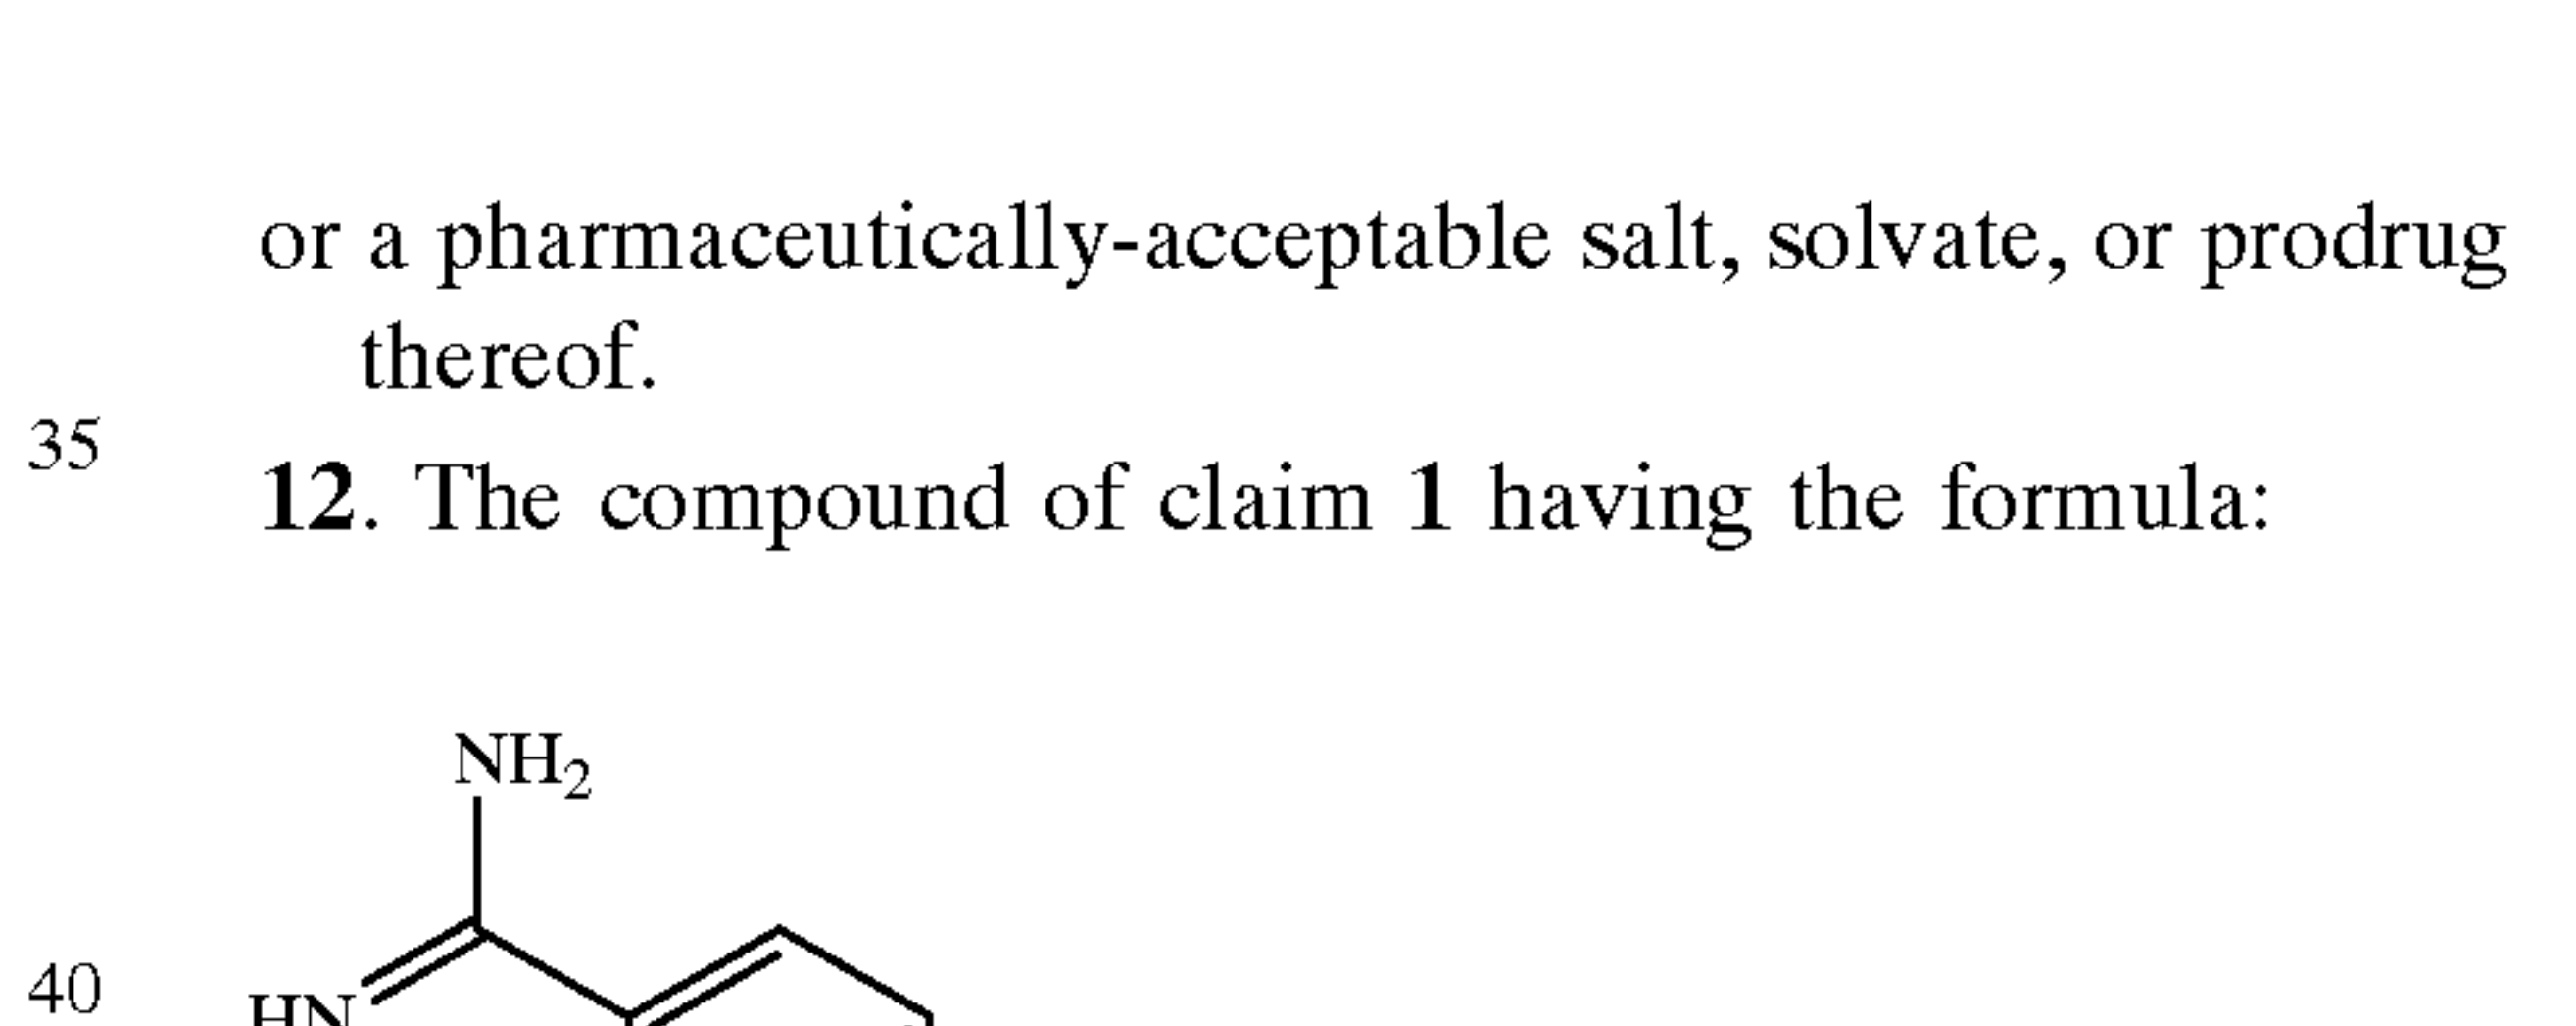 or a pharmaceutically-acceptable salt, solvate, or prodrug
thereof.
35
12. The compound of claim 1 having the formula:
NH₂
40
HN